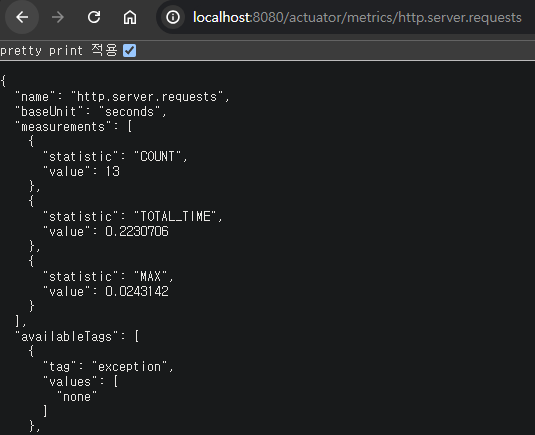 localhost:8080/actuator/metrics/http.server.requests
pretty print 적용
{
  "name": "http.server.requests",
  "baseUnit": "seconds",
  "measurements": [
    {
      "statistic": "COUNT",
      "value": 13
    },
    {
      "statistic": "TOTAL_TIME",
      "value": 0.2230706
    },
    {
      "statistic": "MAX",
      "value": 0.0243142
    }
  ],
  "availableTags": [
    {
      "tag": "exception",
      "values": [
        "none"
      ]
    },